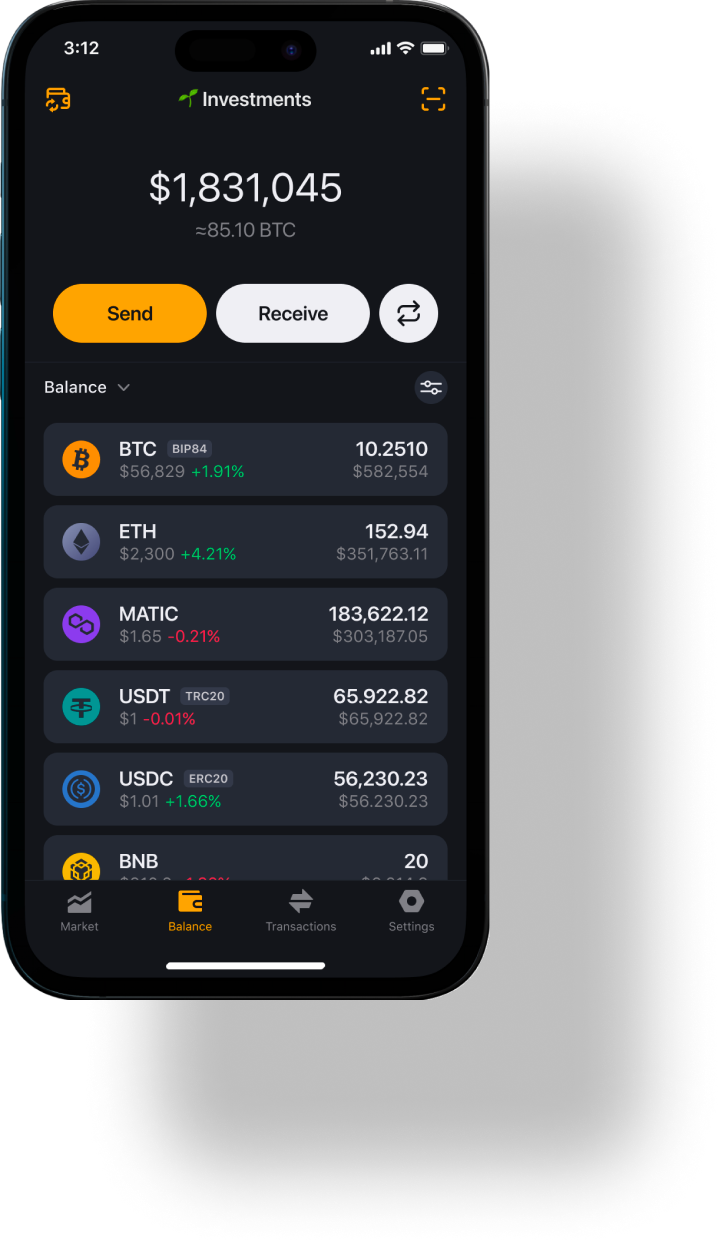 3:12
Investments
$1,831,045
≈85.10 BTC
Send
Receive
Balance
BTC BIP84 10.2510
$56,829 +1.91% $582,554
ETH 152.94
$2,300 +4.21% $351,763.11
MATIC 183,622.12
$1.65 -0.21% $303,187.05
USDT TRC20 65.922.82
$1 -0.01% $65,922.82
USDC ERC20 56,230.23
$1.01 +1.66% $56.230.23
BNB 20
Market
Balance
Transactions
Settings